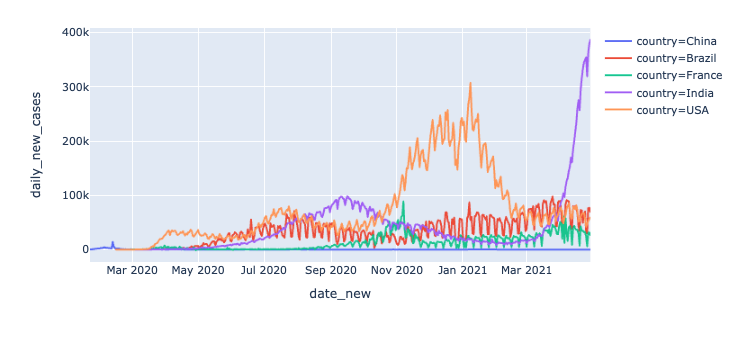 400k
300k
200k
100k
0
daily_new_cases
Mar 2020
May 2020
Jul 2020
Sep 2020
Nov 2020
Jan 2021
Mar 2021
date_new
country=China
country=Brazil
country=France
country=India
country=USA